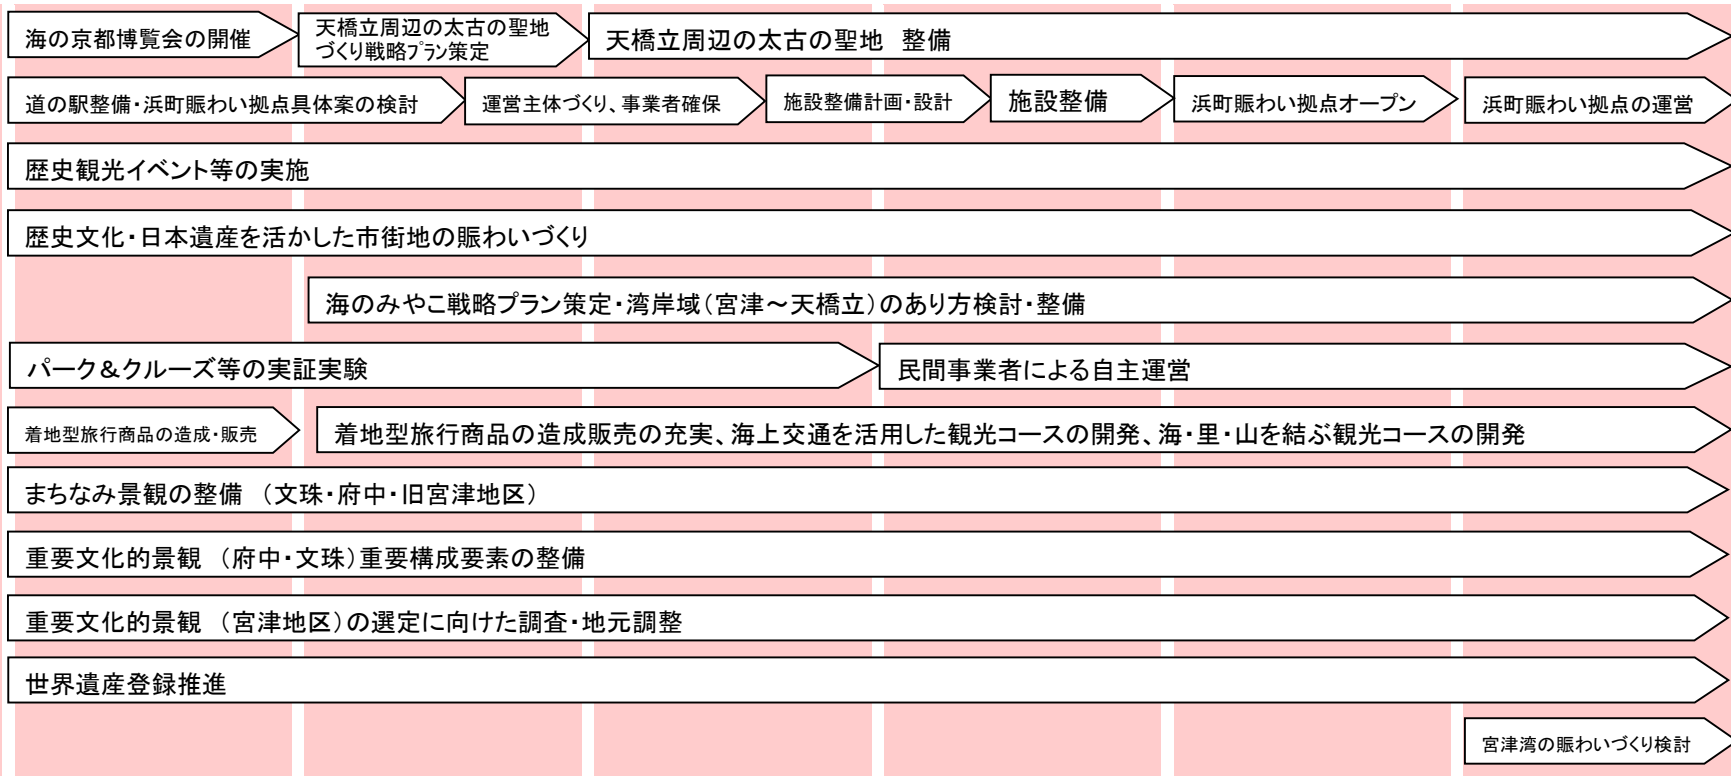 海の京都博覧会の開催
天橋立周辺の太古の聖地
づくり戦略プラン策定
天橋立周辺の太古の聖地　整備
道の駅整備・浜町賑わい拠点具体案の検討
運営主体づくり、事業者確保
施設整備計画・設計
施設整備
浜町賑わい拠点オープン
浜町賑わい拠点の運営
歴史観光イベント等の実施
歴史文化・日本遺産を活かした市街地の賑わいづくり
海のみやこ戦略プラン策定・湾岸域（宮津～天橋立）のあり方検討・整備
パーク＆クルーズ等の実証実験
民間事業者による自主運営
着地型旅行商品の造成・販売
着地型旅行商品の造成販売の充実、海上交通を活用した観光コースの開発、海・里・山を結ぶ観光コースの開発
まちなみ景観の整備　（文珠・府中・旧宮津地区）
重要文化的景観　（府中・文珠）重要構成要素の整備
重要文化的景観　（宮津地区）の選定に向けた調査・地元調整
世界遺産登録推進
宮津湾の賑わいづくり検討